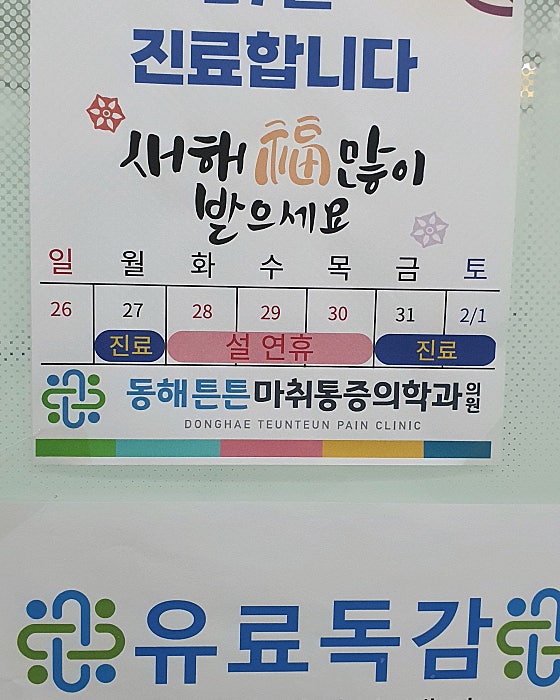 진료합니다
새해 福 많이
받으세요
일 월 화 수 목 금 토
26 27 28 29 30 31 2/1
진료 설 연휴 진료
동해튼튼마취통증의학과의원
DONGHAE TEUNTEUN PAIN CLINIC
유료독감